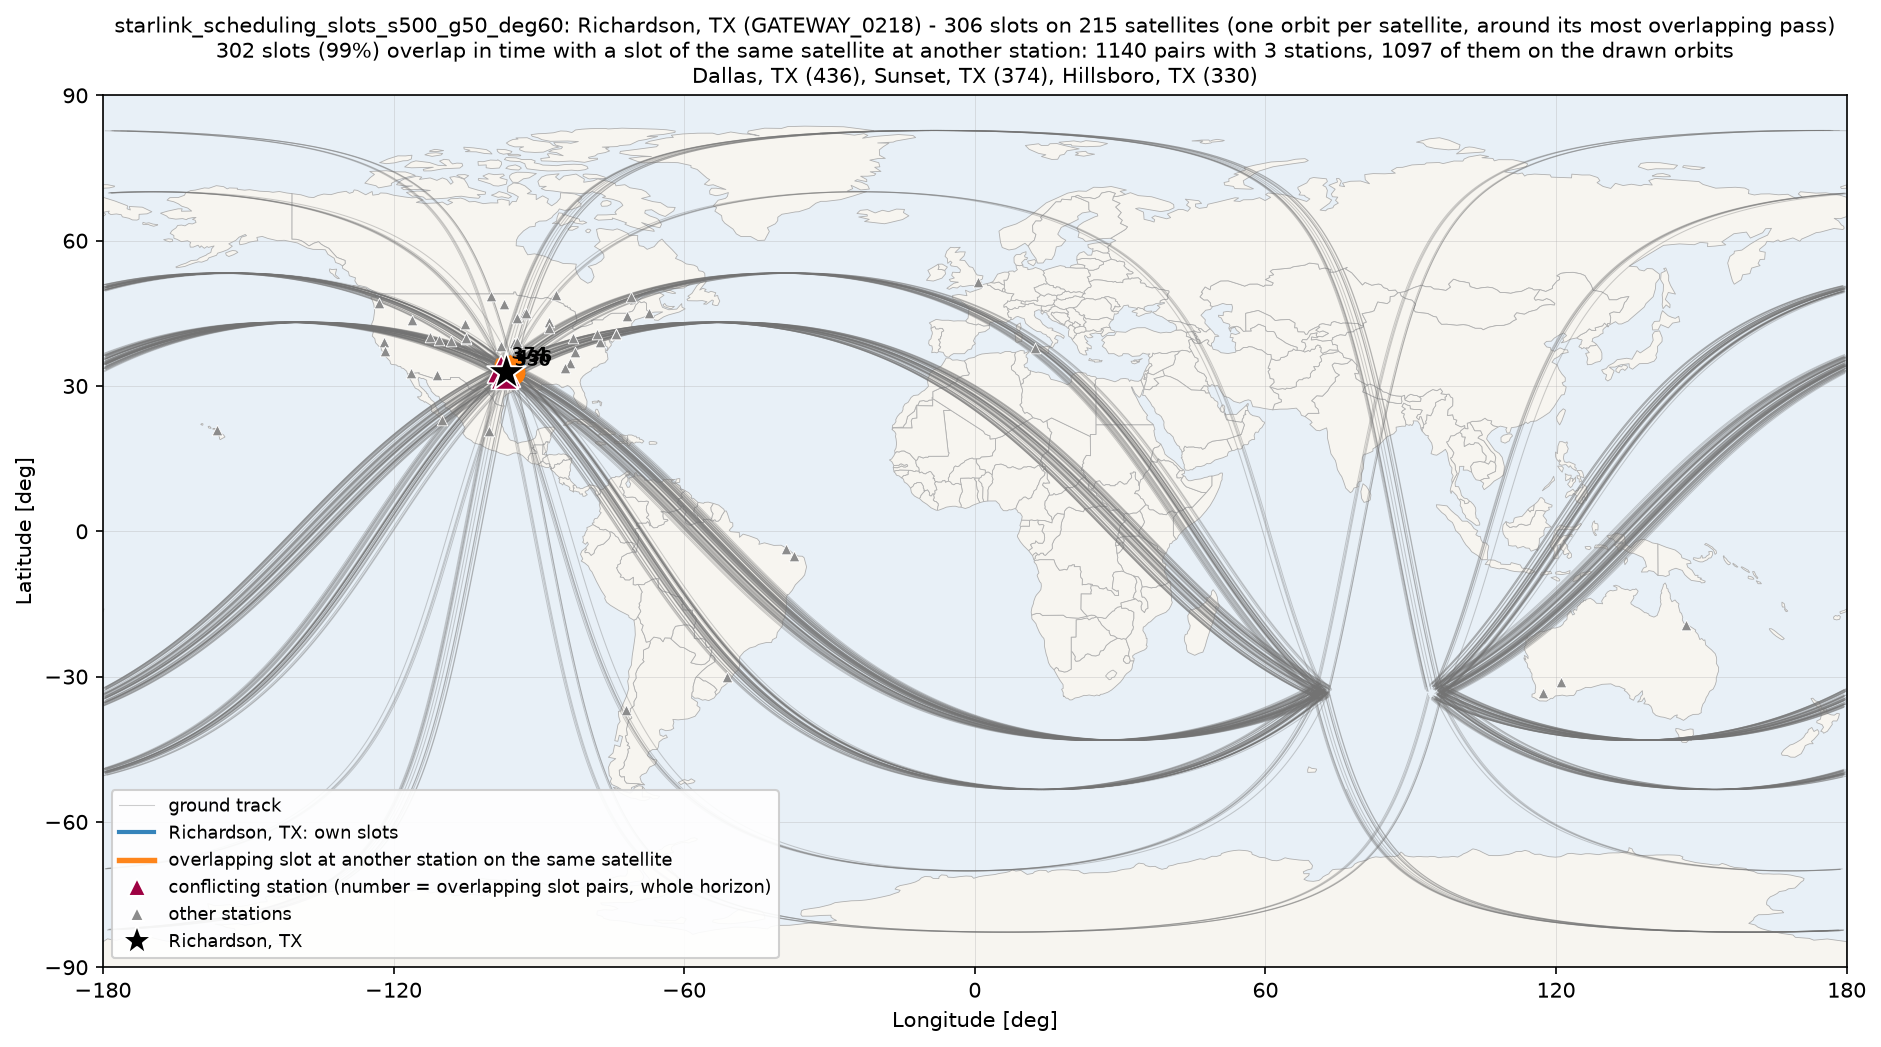 starlink_scheduling_slots_s500_g50_deg60: Richardson, TX (GATEWAY_0218) - 306 slots on 215 satellites (one orbit per satellite, around its most overlapping pass)
302 slots (99%) overlap in time with a slot of the same satellite at another station: 1140 pairs with 3 stations, 1097 of them on the drawn orbits
Dallas, TX (436), Sunset, TX (374), Hillsboro, TX (330)
90
60
30
0
−30
−60
−90
Latitude [deg]
374
330
ground track
Richardson, TX: own slots
overlapping slot at another station on the same satellite
conflicting station (number = overlapping slot pairs, whole horizon)
other stations
Richardson, TX
−180
−120
−60
0
60
120
180
Longitude [deg]